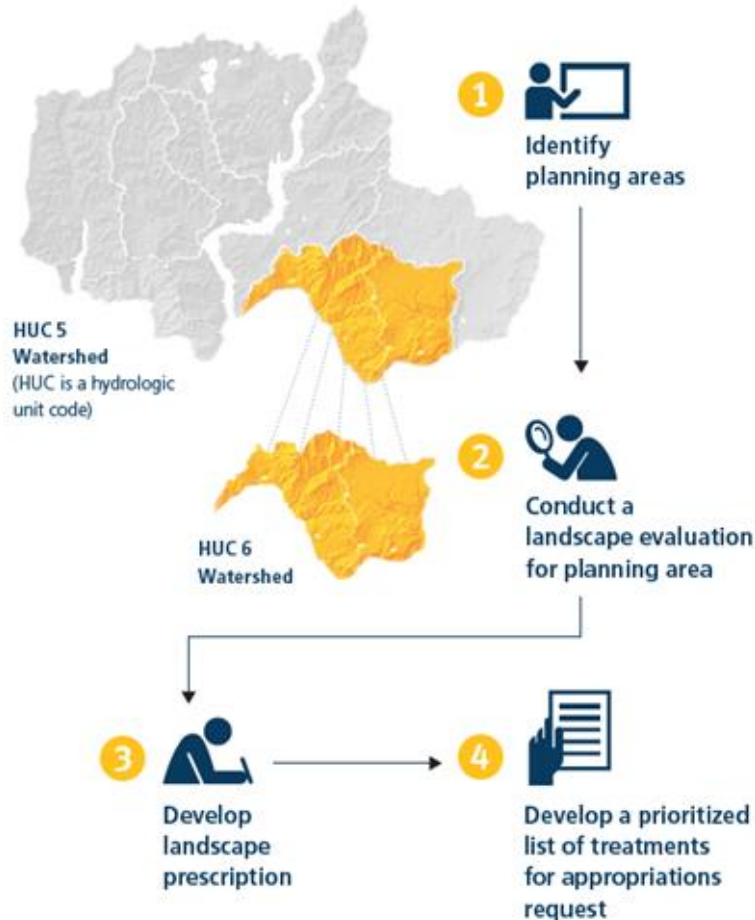 1
Identify
planning areas
HUC 5
Watershed
(HUC is a hydrologic
unit code)
2
Conduct a
landscape evaluation
for planning area
HUC 6
Watershed
3
Develop
landscape
prescription
4
Develop a prioritized
list of treatments
for appropriations
request